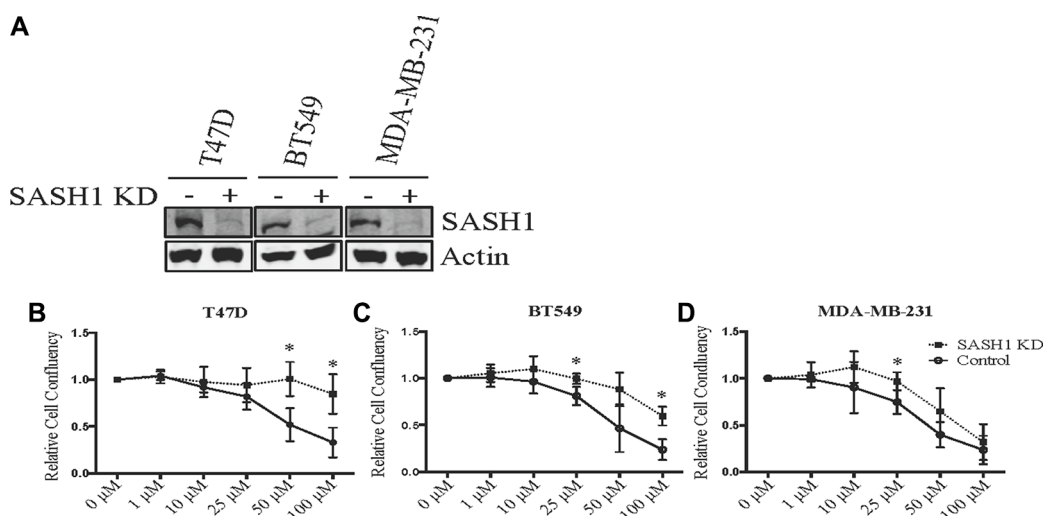 A
T47D
BT549
MDA-MB-231
SASH1 KD
- + - + - +
SASH1
Actin
B
T47D
Relative Cell Confluency
1.5
1.0
0.5
0.0
* *
0 µM 1 µM 10 µM 25 µM 50 µM 100 µM
C
BT549
Relative Cell Confluency
1.5
1.0
0.5
0.0
* *
0 µM 1 µM 10 µM 25 µM 50 µM 100 µM
D
MDA-MB-231
Relative Cell Condluency
1.5
1.0
0.5
0.0
*
SASH1 KD
Control
0 µM 1 µM 10 µM 25 µM 50 µM 100 µM